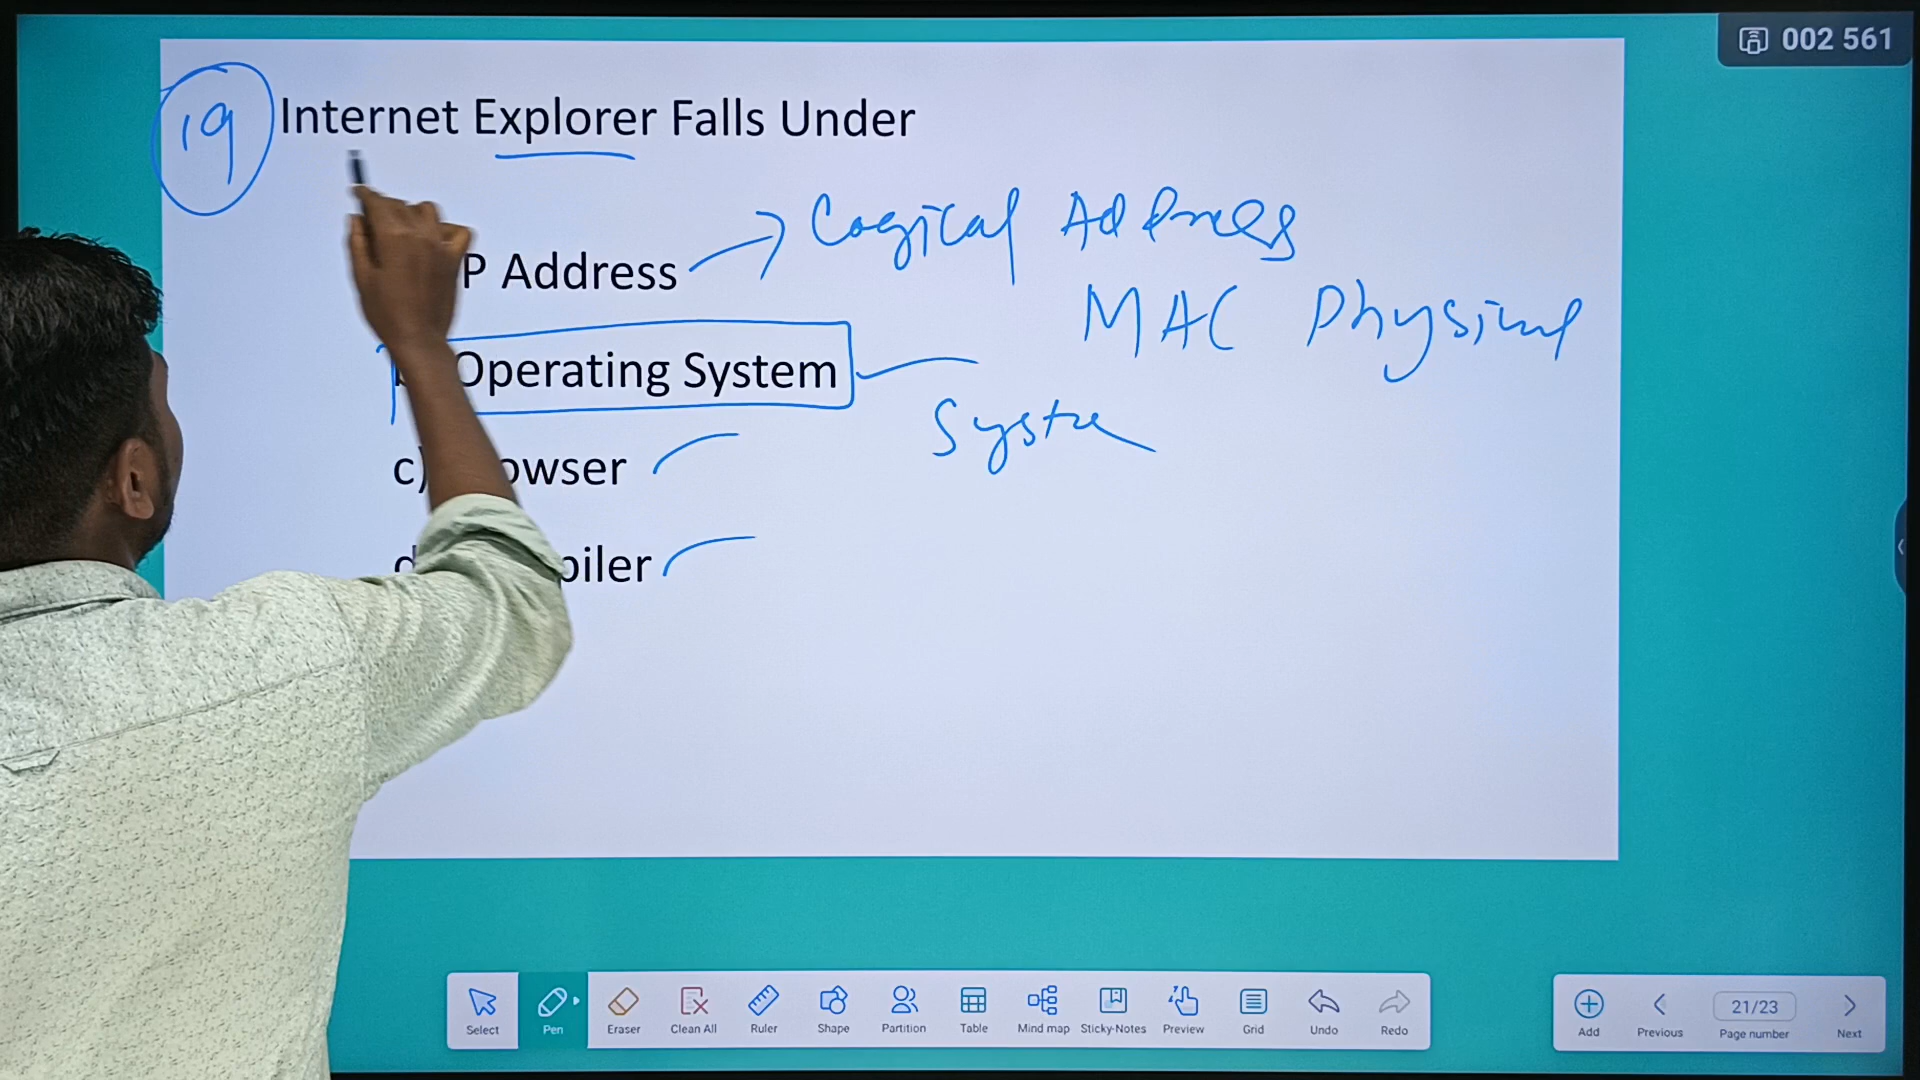 002 561
19 Internet Explorer Falls Under
P Address → Logical Address
MAC Physical
Operating System
System
c) owser
d piler
Select Pen Eraser Clean All Ruler Shape Partition Table Mind map Sticky-Notes Preview Grid Undo Redo
21/23
Add Previous Page number Next